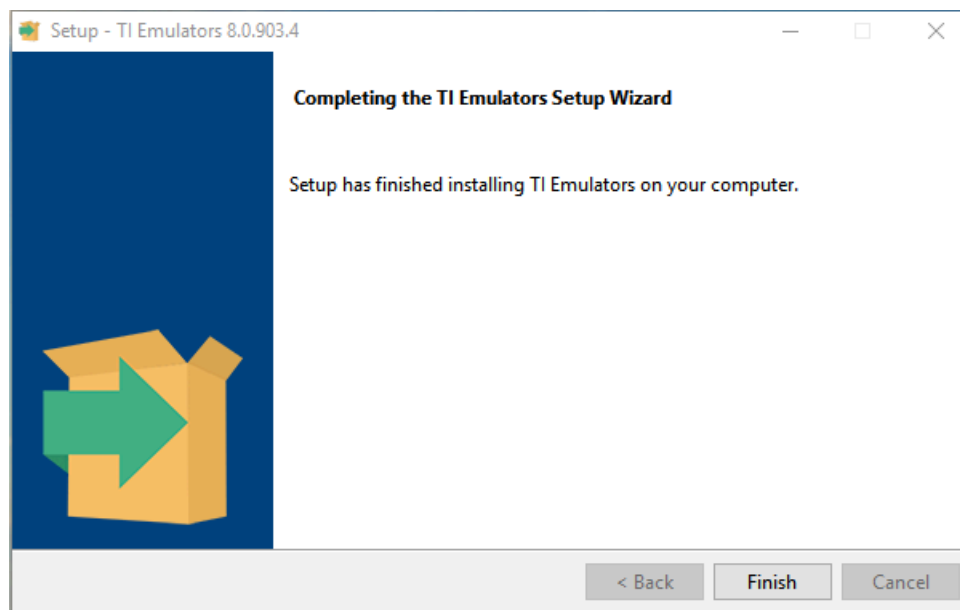 Setup - TI Emulators 8.0.903.4
Completing the TI Emulators Setup Wizard
Setup has finished installing TI Emulators on your computer.
< Back Finish Cancel